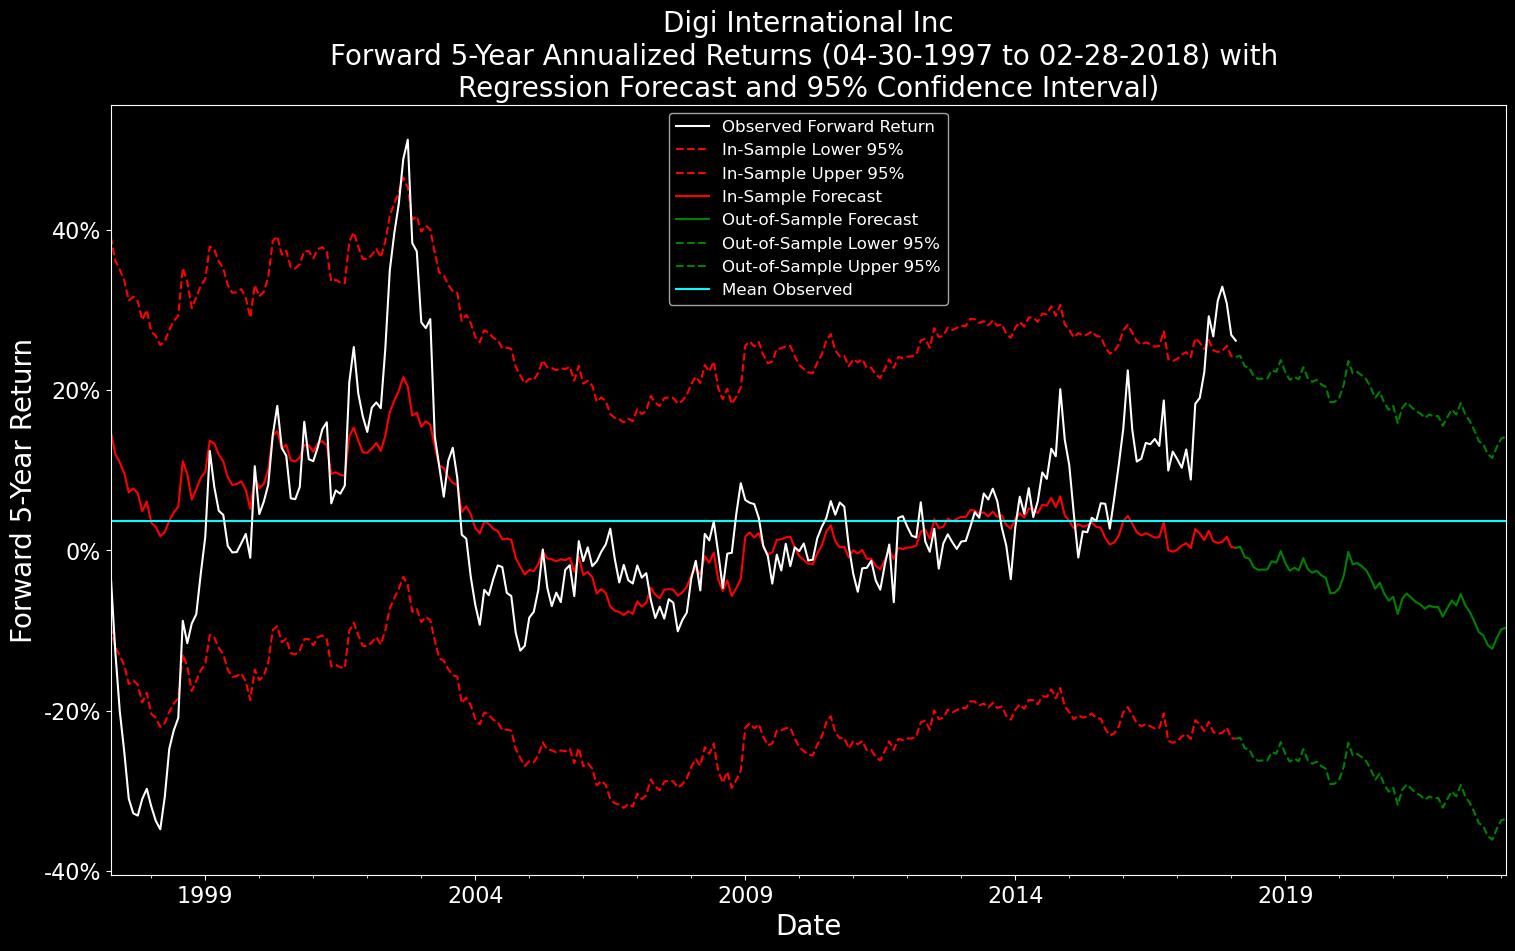 Digi International Inc
Forward 5-Year Annualized Returns (04-30-1997 to 02-28-2018) with
Regression Forecast and 95% Confidence Interval)
Observed Forward Return
In-Sample Lower 95%
In-Sample Upper 95%
In-Sample Forecast
Out-of-Sample Forecast
Out-of-Sample Lower 95%
Out-of-Sample Upper 95%
Mean Observed
Forward 5-Year Return
40%
20%
0%
-20%
-40%
1999
2004
2009
2014
2019
Date